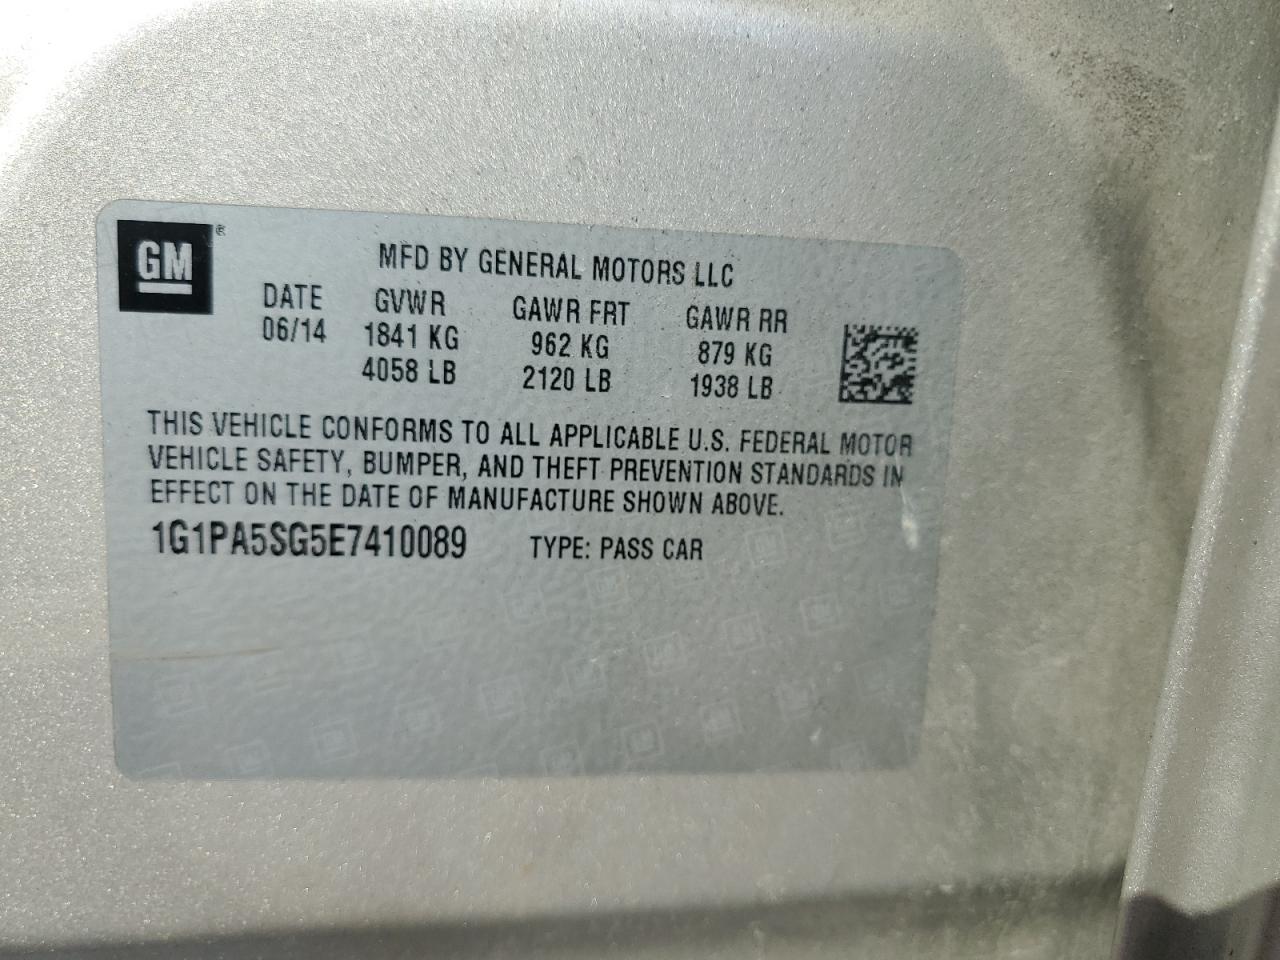 GM ®
MFD BY GENERAL MOTORS LLC
DATE GVWR GAWR FRT GAWR RR
06/14 1841 KG 962 KG 879 KG
4058 LB 2120 LB 1938 LB
THIS VEHICLE CONFORMS TO ALL APPLICABLE U.S. FEDERAL MOTOR
VEHICLE SAFETY, BUMPER, AND THEFT PREVENTION STANDARDS IN
EFFECT ON THE DATE OF MANUFACTURE SHOWN ABOVE.
1G1PA5SG5E7410089 TYPE: PASS CAR